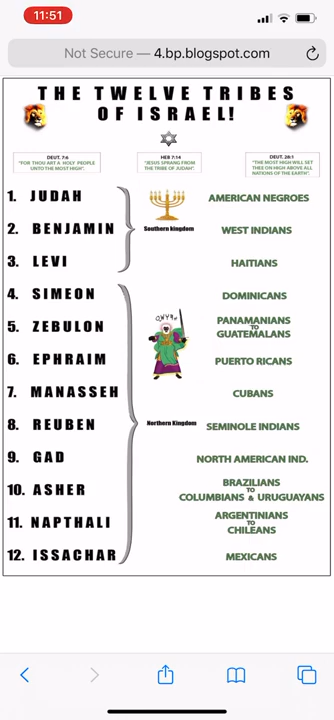 11:51
Not Secure — 4.bp.blogspot.com
THE TWELVE TRIBES
OF ISRAEL!
DEUT. 7:6
"FOR THOU ART A HOLY PEOPLE
UNTO THE MOST HIGH".
HEB 7:14
"JESUS SPRANG FROM
THE TRIBE OF JUDAH".
DEUT. 28:1
"THE MOST HIGH WILL SET
THEE ON HIGH ABOVE ALL
NATIONS OF THE EARTH".
1. JUDAH AMERICAN NEGROES
2. BENJAMIN Southern kingdom WEST INDIANS
3. LEVI HAITIANS
4. SIMEON DOMINICANS
5. ZEBULON PANAMANIANS
TO
GUATEMALANS
6. EPHRAIM PUERTO RICANS
7. MANASSEH CUBANS
8. REUBEN Northern Kingdom SEMINOLE INDIANS
9. GAD NORTH AMERICAN IND.
10. ASHER BRAZILIANS
TO
COLUMBIANS & URUGUAYANS
11. NAPTHALI ARGENTINIANS
TO
CHILEANS
12. ISSACHAR MEXICANS